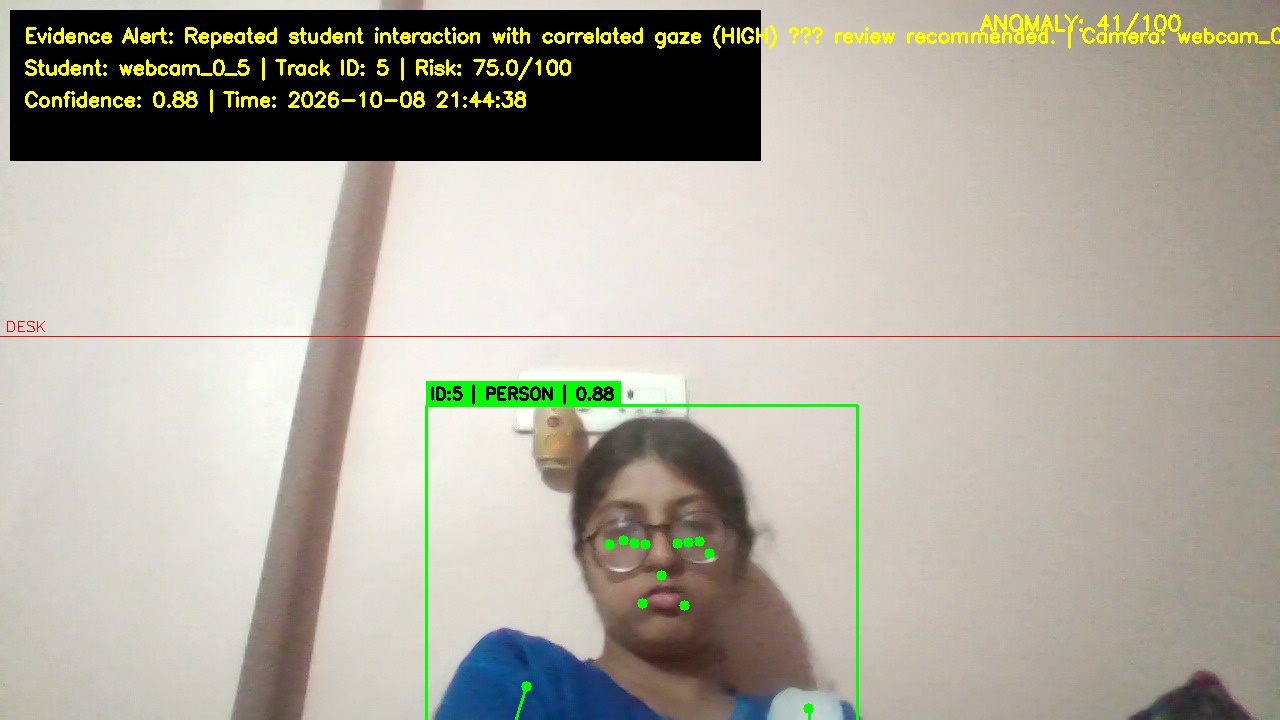 ANOMALY: 41/100
Evidence Alert: Repeated student interaction with correlated gaze (HIGH) ??? review recommended. | Camera: webcam_0
Student: webcam_0_5 | Track ID: 5 | Risk: 75.0/100
Confidence: 0.88 | Time: 2026-10-08 21:44:38
DESK
ID:5 | PERSON | 0.88